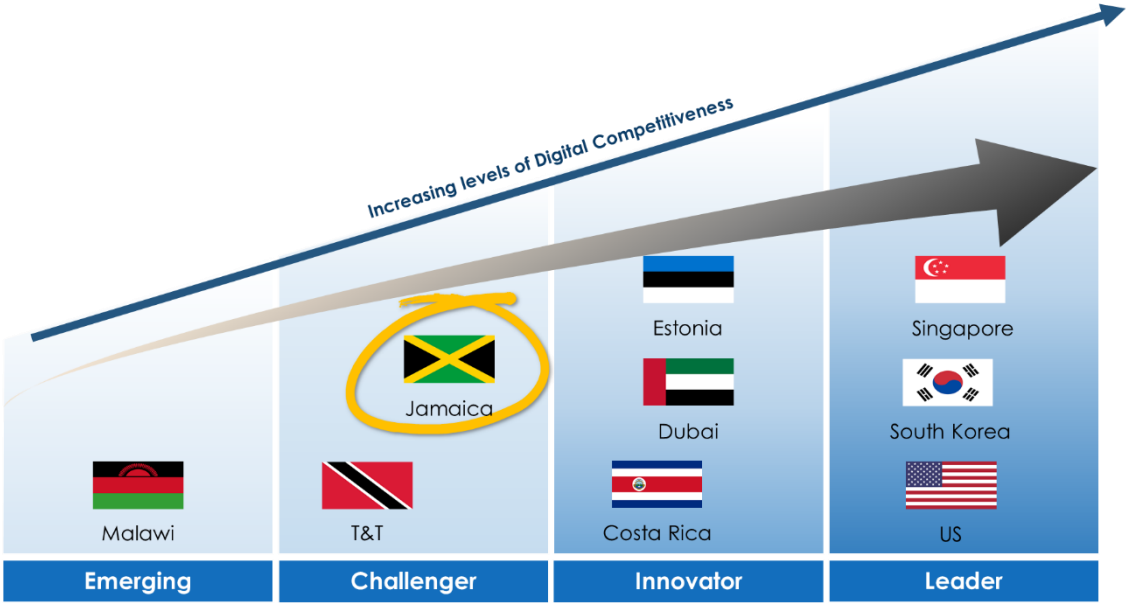 Increasing levels of Digital Competitiveness
Estonia
Singapore
Jamaica
Dubai
South Korea
Malawi
T&T
Costa Rica
US
Emerging
Challenger
Innovator
Leader